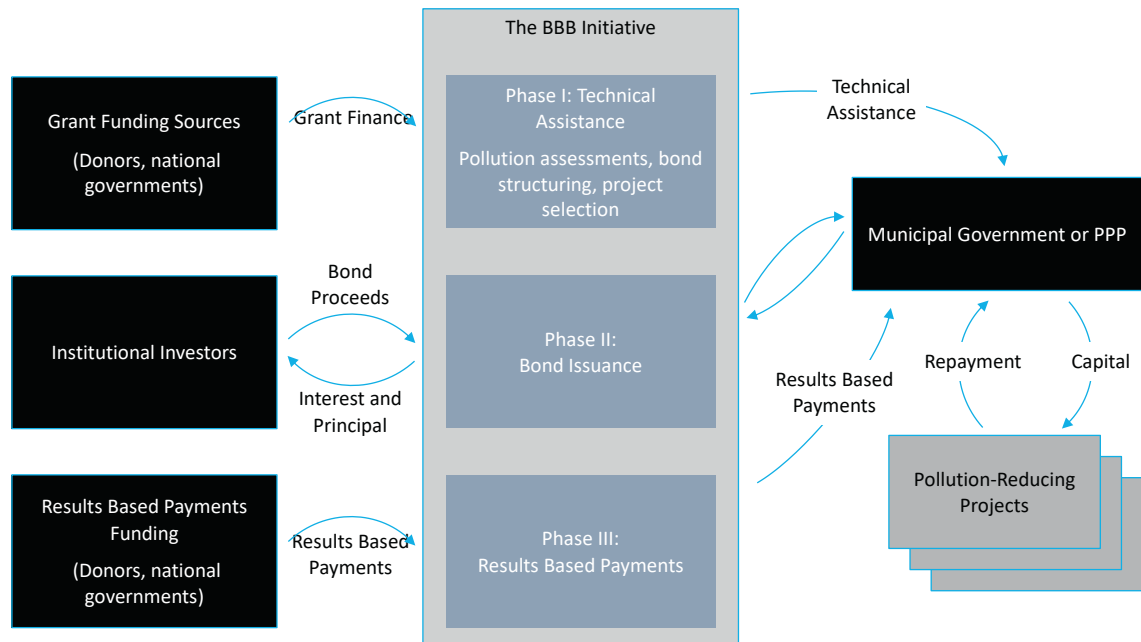 The BBB Initiative
Grant Funding Sources
(Donors, national
governments)
Grant Finance
Phase I: Technical
Assistance
Pollution assessments, bond
structuring, project
selection
Technical
Assistance
Municipal Government or PPP
Institutional Investors
Bond
Proceeds
Interest and
Principal
Phase II:
Bond Issuance
Results Based
Payments
Repayment
Capital
Pollution-Reducing
Projects
Results Based Payments
Funding
(Donors, national
governments)
Results Based
Payments
Phase III:
Results Based Payments